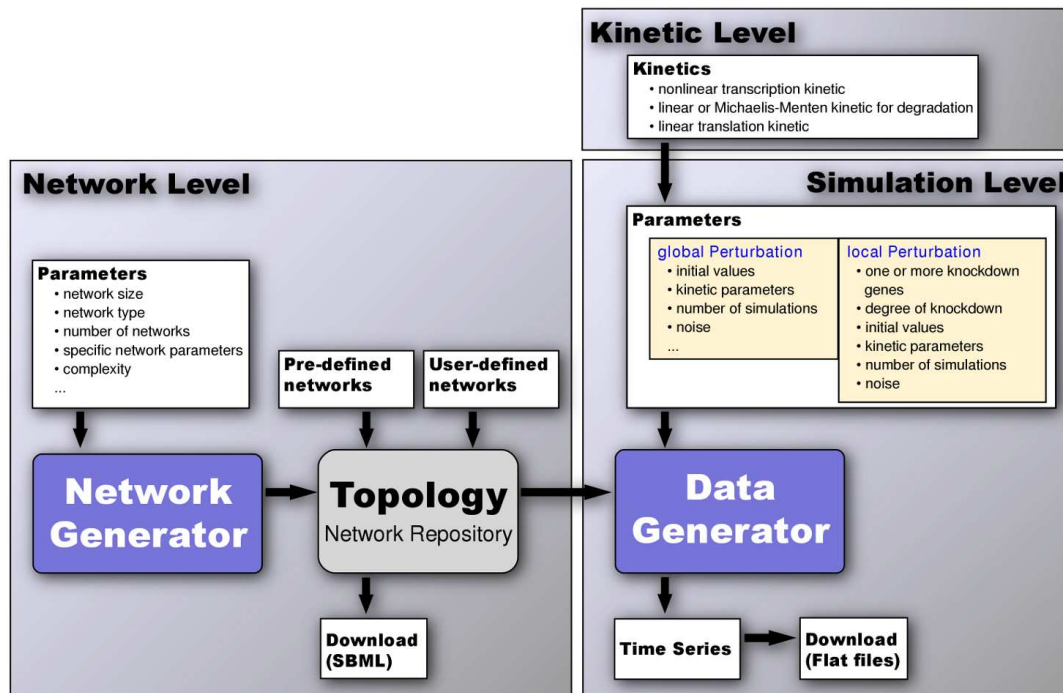 Kinetic Level
Kinetics
• nonlinear transcription kinetic
• linear or Michaelis-Menten kinetic for degradation
• linear translation kinetic
Network Level
Parameters
• network size
• network type
• number of networks
• specific network parameters
• complexity
...
Pre-defined
networks
User-defined
networks
Network
Generator
Topology
Network Repository
Download
(SBML)
Simulation Level
Parameters
global Perturbation
• initial values
• kinetic parameters
• number of simulations
• noise
...
local Perturbation
• one or more knockdown
genes
• degree of knockdown
• initial values
• kinetic parameters
• number of simulations
• noise
Data
Generator
Time Series
Download
(Flat files)